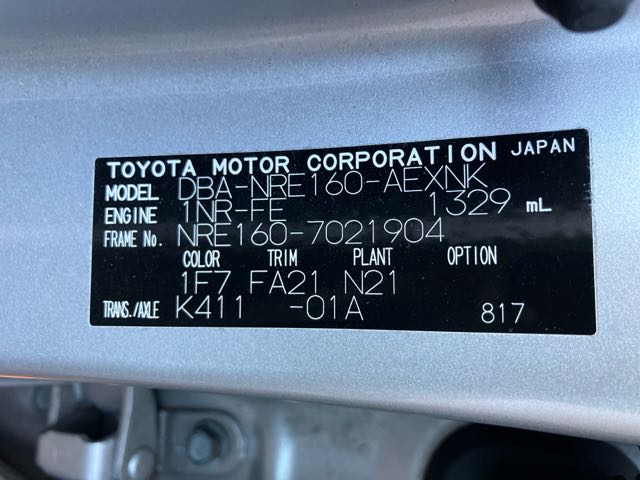 TOYOTA MOTOR CORPORATION JAPAN
MODEL DBA-NRE160-AEXNK
ENGINE 1NR-FE 1329 mL
FRAME No. NRE160-7021904
COLOR TRIM PLANT OPTION
1F7 FA21 N21
TRANS./AXLE K411 -01A 817